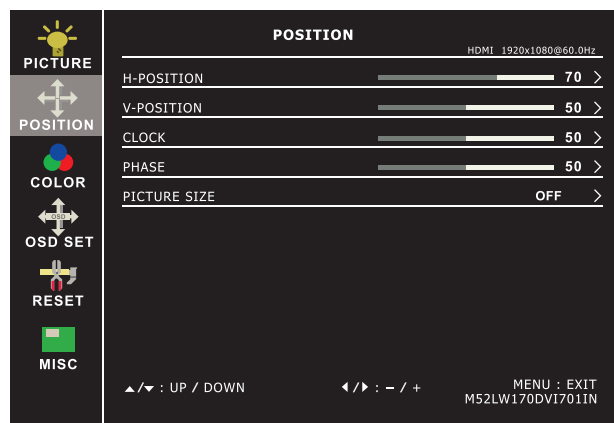 PICTURE
POSITION
COLOR
OSD
OSD SET
RESET
MISC
POSITION
HDMI 1920x1080@60.0Hz
H-POSITION 70
V-POSITION 50
CLOCK 50
PHASE 50
PICTURE SIZE OFF
▲/▼ : UP / DOWN
◀/▶ : − / +
MENU : EXIT
M52LW170DVI701IN